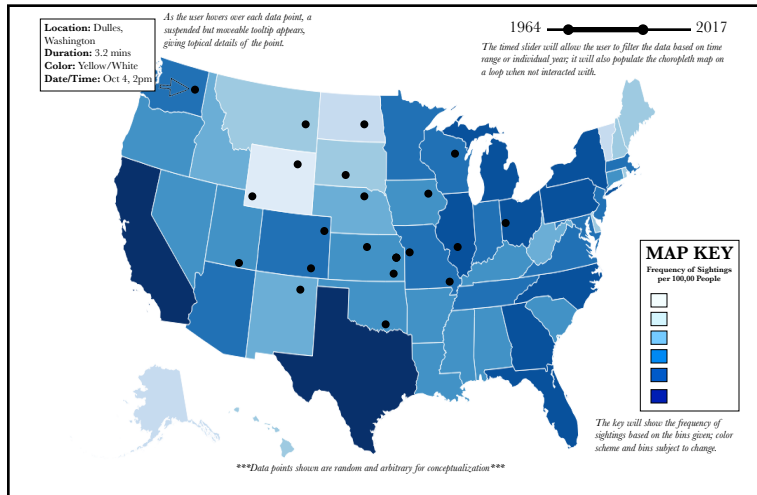 Location: Dulles,
Washington
Duration: 3.2 mins
Color: Yellow/White
Date/Time: Oct 4, 2pm
As the user hovers over each data point, a
suspended but moveable tooltip appears,
giving topical details of the point.
1964 2017
The timed slider will allow the user to filter the data based on time
range or individual year; it will also populate the choropleth map on
a loop when not interacted with.
MAP KEY
Frequency of Sightings
per 100,00 People
The key will show the frequency of
sightings based on the bins given; color
scheme and bins subject to change.
***Data points shown are random and arbitrary for conceptualization***